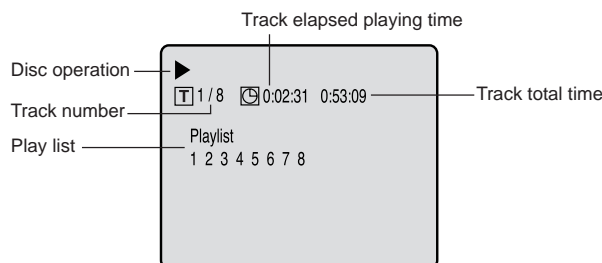 Track elapsed playing time
Disc operation
T 1 / 8 0:02:31 0:53:09
Track total time
Track number
Play list
Playlist
1 2 3 4 5 6 7 8